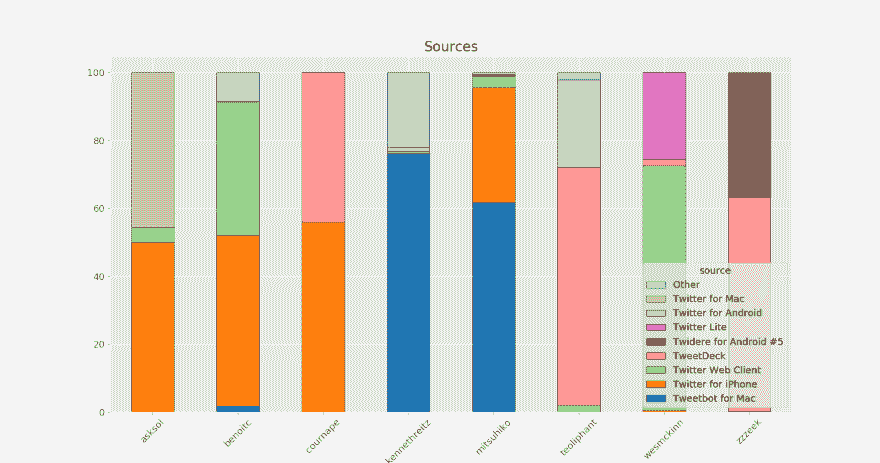 Sources
100
80
60
40
20
0
source
Other
Twitter for Mac
Twitter for Android
Twitter Lite
Twidere for Android #5
TweetDeck
Twitter Web Client
Twitter for iPhone
Tweetbot for Mac
asksol benoitc cournape kennethreitz mitsuhiko teoliphant wesmckinn zzzeek